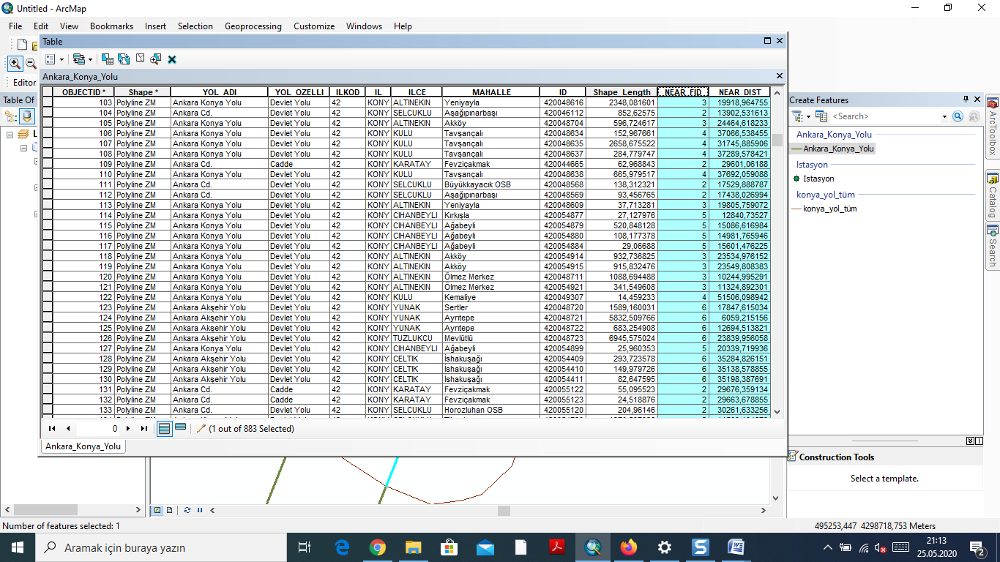 Untitled - ArcMap
File Edit View Bookmarks Insert Selection Geoprocessing Customize Windows Help
Table
Editor
Ankara_Konya_Yolu
Table Of
OBJECTID * Shape * YOL_ADI YOL_OZELLI ILKOD IL ILCE MAHALLE ID Shape_Length NEAR_FID NEAR_DIST
103 Polyline ZM Ankara Konya Yolu Devlet Yolu 42 KONY ALTINEKIN Yeniyayla 420048616 2348,081601 3 19918,964755
104 Polyline ZM Ankara Cd. Devlet Yolu 42 KONY SELCUKLU Aşağıpınarbaşı 420046112 852,62575 2 13902,531613
105 Polyline ZM Ankara Konya Yolu Devlet Yolu 42 KONY ALTINEKIN Akköy 420048704 596,724617 3 24464,618233
106 Polyline ZM Ankara Konya Yolu Devlet Yolu 42 KONY KULU Tavşançalı 420048634 152,967661 4 37066,538455
107 Polyline ZM Ankara Konya Yolu Devlet Yolu 42 KONY KULU Tavşançalı 420048635 2658,675522 4 31745,885906
108 Polyline ZM Ankara Konya Yolu Devlet Yolu 42 KONY KULU Tavşançalı 420048637 284,779747 4 37289,578421
109 Polyline ZM Ankara Cd. Cadde 42 KONY KARATAY Fevziçakmak 420044665 62,968843 2 29601,06188
110 Polyline ZM Ankara Konya Yolu Devlet Yolu 42 KONY KULU Tavşançalı 420048638 665,979517 4 37692,059088
111 Polyline ZM Ankara Cd. Devlet Yolu 42 KONY SELCUKLU Büyükkayacık OSB 420048568 138,312321 2 17529,888787
112 Polyline ZM Ankara Cd. Devlet Yolu 42 KONY SELCUKLU Aşağıpınarbaşı 420048569 93,456765 2 17438,026994
113 Polyline ZM Ankara Konya Yolu Devlet Yolu 42 KONY ALTINEKIN Yeniyayla 420048609 37,713281 3 19805,759072
114 Polyline ZM Ankara Konya Yolu Devlet Yolu 42 KONY CIHANBEYLI Kırkışla 420054877 27,127976 5 12840,73527
115 Polyline ZM Ankara Konya Yolu Devlet Yolu 42 KONY CIHANBEYLI Ağabeyli 420054879 520,848128 5 15086,616984
116 Polyline ZM Ankara Konya Yolu Devlet Yolu 42 KONY CIHANBEYLI Ağabeyli 420054880 108,177378 5 14981,765946
117 Polyline ZM Ankara Konya Yolu Devlet Yolu 42 KONY CIHANBEYLI Ağabeyli 420054884 29,06688 5 15601,476225
118 Polyline ZM Ankara Konya Yolu Devlet Yolu 42 KONY ALTINEKIN Akköy 420054914 932,736825 3 23534,976152
119 Polyline ZM Ankara Konya Yolu Devlet Yolu 42 KONY ALTINEKIN Akköy 420054915 915,832476 3 23549,808383
120 Polyline ZM Ankara Konya Yolu Devlet Yolu 42 KONY ALTINEKIN Ölmez Merkez 420048711 1088,694488 3 10244,995291
121 Polyline ZM Ankara Konya Yolu Devlet Yolu 42 KONY ALTINEKIN Ölmez Merkez 420054921 341,549608 3 11324,892301
122 Polyline ZM Ankara Konya Yolu Devlet Yolu 42 KONY KULU Kemaliye 420049307 14,459233 4 51506,098942
123 Polyline ZM Ankara Akşehir Yolu Devlet Yolu 42 KONY YUNAK Sertler 420048720 1589,160031 6 17847,615034
124 Polyline ZM Ankara Akşehir Yolu Devlet Yolu 42 KONY YUNAK Ayrıtepe 420048721 5832,509766 6 6059,215156
125 Polyline ZM Ankara Akşehir Yolu Devlet Yolu 42 KONY YUNAK Ayrıtepe 420048722 683,254908 6 12694,513821
126 Polyline ZM Ankara Akşehir Yolu Devlet Yolu 42 KONY TUZLUKCU Mevlütlü 420048723 6945,575024 6 23839,956058
127 Polyline ZM Ankara Konya Yolu Devlet Yolu 42 KONY CIHANBEYLI Ağabeyli 420054899 25,960353 5 20339,719936
128 Polyline ZM Ankara Akşehir Yolu Devlet Yolu 42 KONY CELTIK İshakuşağı 420054409 293,723578 6 35284,826151
129 Polyline ZM Ankara Akşehir Yolu Devlet Yolu 42 KONY CELTIK İshakuşağı 420054410 149,979726 6 35138,578855
130 Polyline ZM Ankara Akşehir Yolu Devlet Yolu 42 KONY CELTIK İshakuşağı 420054411 82,647595 6 35198,387691
131 Polyline ZM Ankara Cd. Cadde 42 KONY KARATAY Fevziçakmak 420055122 55,095523 2 29676,359134
132 Polyline ZM Ankara Cd. Cadde 42 KONY KARATAY Fevziçakmak 420055123 24,518876 2 29663,678855
133 Polyline ZM Ankara Cd. Devlet Yolu 42 KONY SELCUKLU Horozluhan OSB 420055120 204,96146 2 30261,633256
0 (1 out of 883 Selected)
Ankara_Konya_Yolu
Create Features
<Search>
Ankara_Konya_Yolu
Ankara_Konya_Yolu
Istasyon
Istasyon
konya_yol_tüm
konya_yol_tüm
ArcToolbox
Catalog
Search
Construction Tools
Select a template.
Number of features selected: 1
495253,447 4298718,753 Meters
Aramak için buraya yazın
21:13
25.05.2020
2